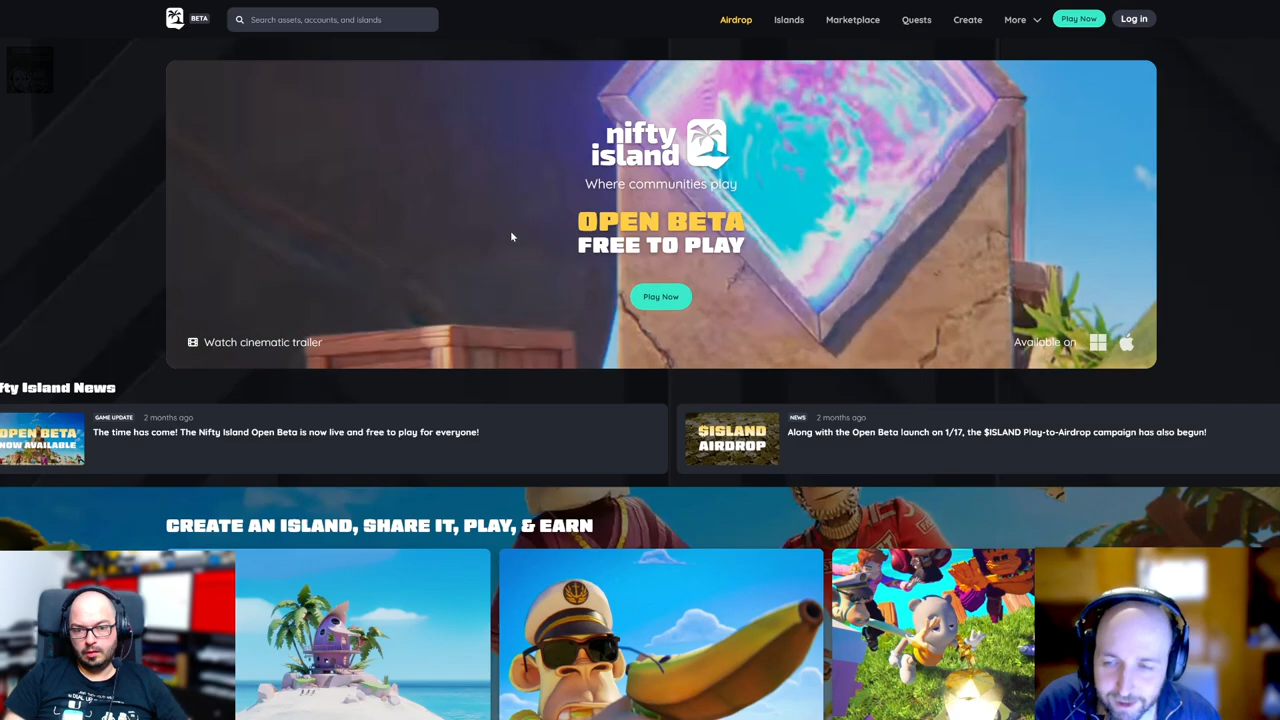 BETA
Search assets, accounts, and islands
Airdrop
Islands
Marketplace
Quests
Create
More
Play Now
Log in
nifty
island
Where communities play
OPEN BETA
FREE TO PLAY
Play Now
Watch cinematic trailer
Available on
fty Island News
OPEN BETA
NOW AVAILABLE
GAME UPDATE
2 months ago
The time has come! The Nifty Island Open Beta is now live and free to play for everyone!
$ISLAND
AIRDROP
NEWS
2 months ago
Along with the Open Beta launch on 1/17, the $ISLAND Play-to-Airdrop campaign has also begun!
CREATE AN ISLAND, SHARE IT, PLAY, & EARN